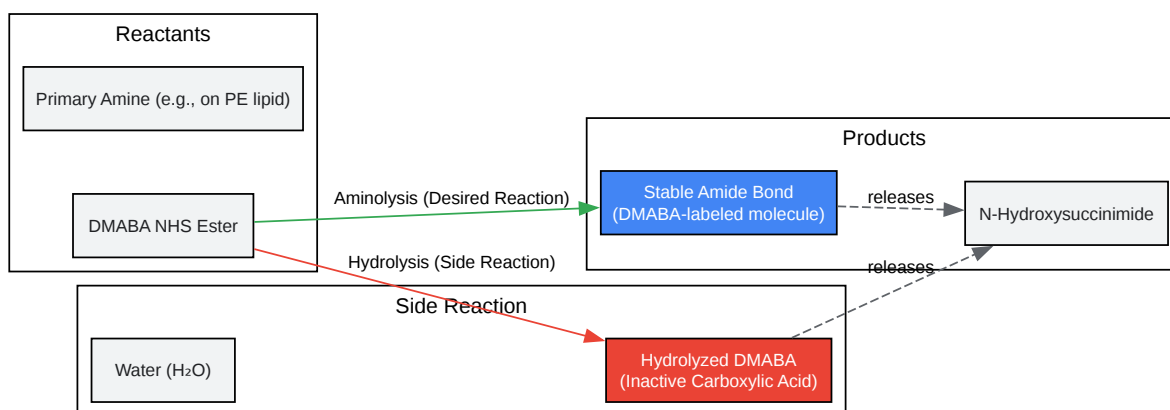 Reactants
Primary Amine (e.g., on PE lipid)
DMABA NHS Ester
Aminolysis (Desired Reaction)
Hydrolysis (Side Reaction)
Products
Stable Amide Bond
(DMABA-labeled molecule)
releases
N-Hydroxysuccinimide
releases
Side Reaction
Water (H₂O)
Hydrolyzed DMABA
(Inactive Carboxylic Acid)